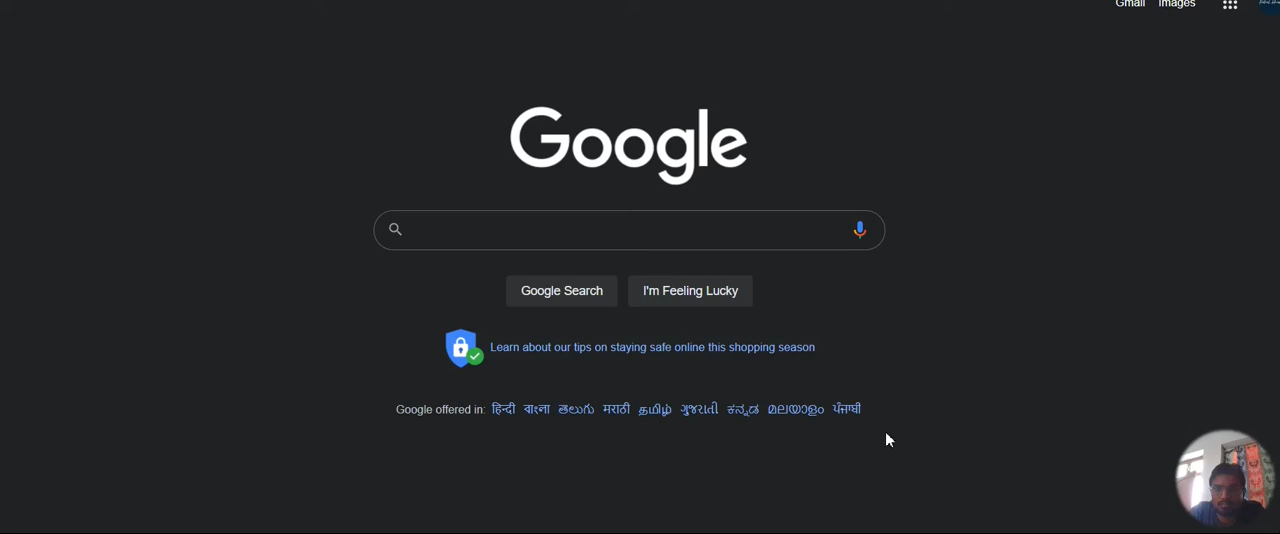 Gmail Images
Google
Google Search I'm Feeling Lucky
Learn about our tips on staying safe online this shopping season
Google offered in: हिन्दी বাংলা తెలుగు मराठी தமிழ் ગુજરાતી ಕನ್ನಡ മലയാളം ਪੰਜਾਬੀ